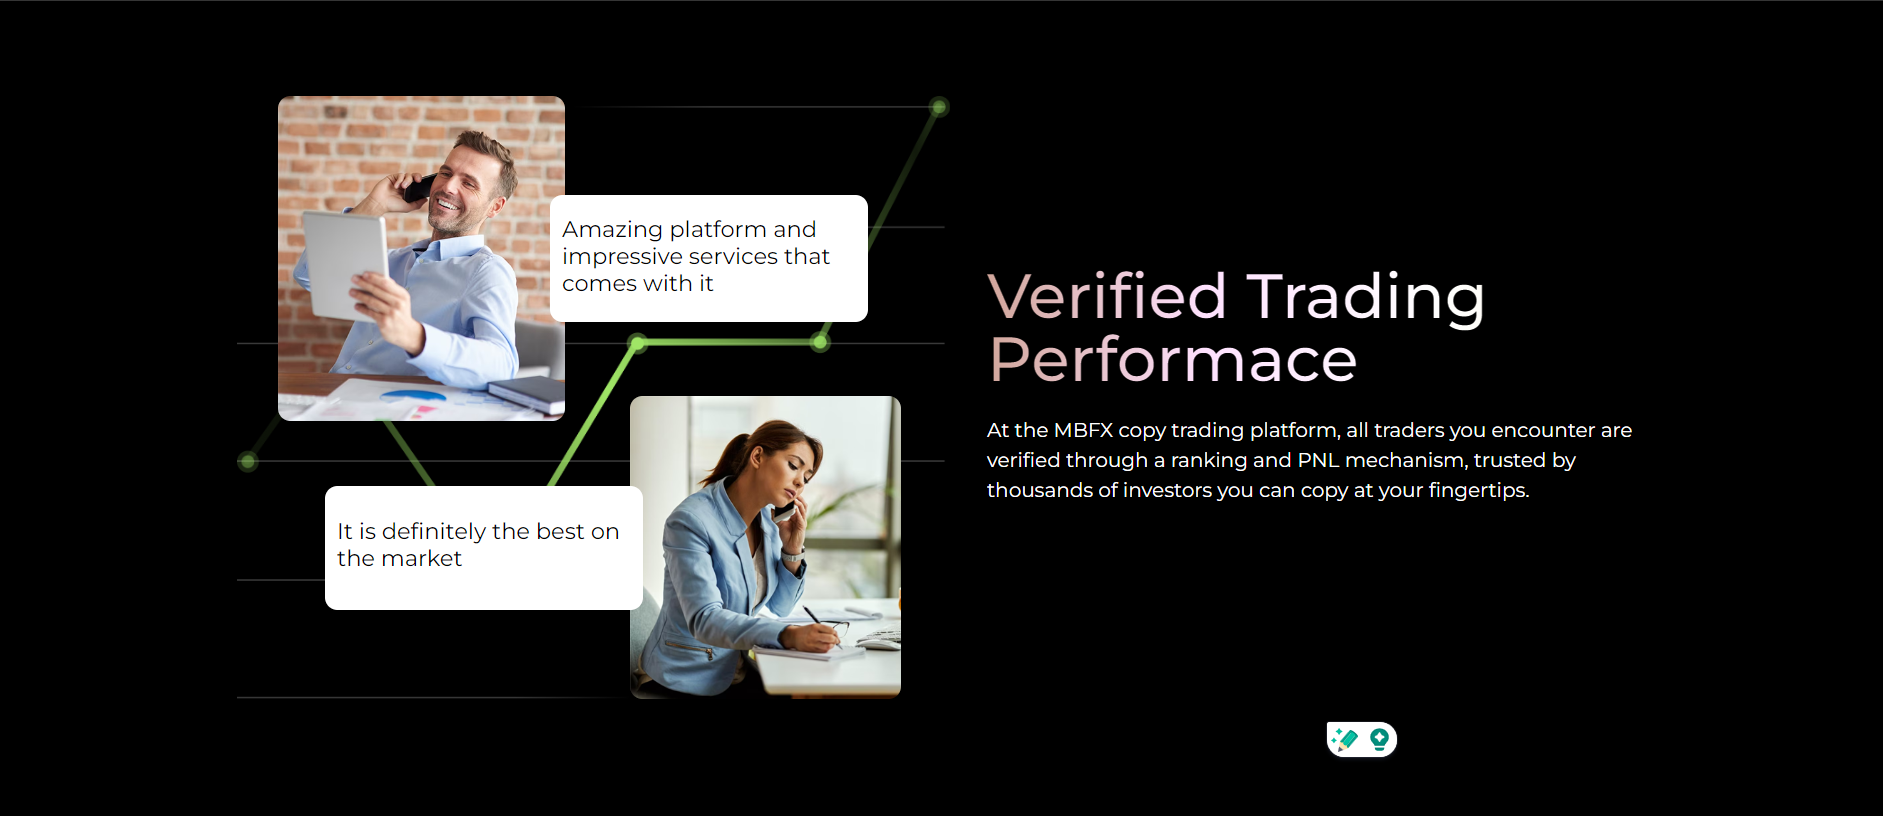 Amazing platform and
impressive services that
comes with it
It is definitely the best on
the market
Verified Trading
Performace
At the MBFX copy trading platform, all traders you encounter are
verified through a ranking and PNL mechanism, trusted by
thousands of investors you can copy at your fingertips.